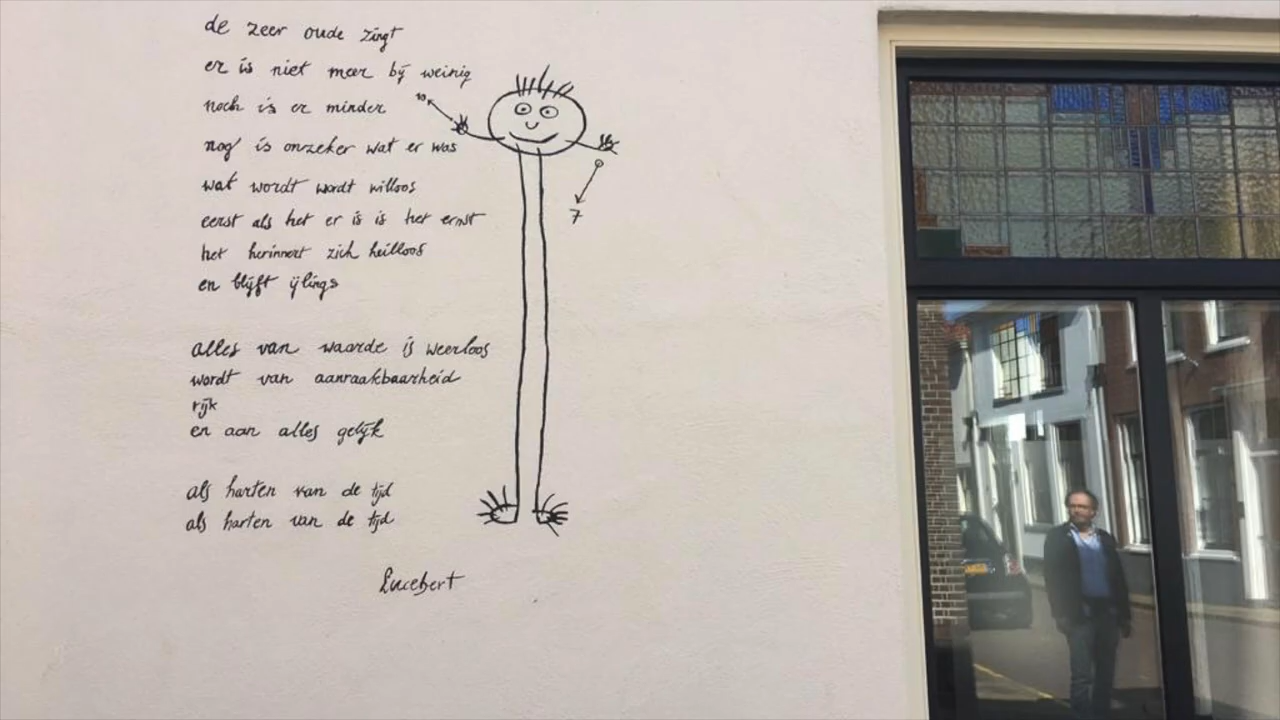 de zeer oude zingt
er is niet meer bij weinig
noch is er minder
nog is onzeker wat er was
wat wordt wordt willoos
eerst als het er is is het ernst
het herinnert zich heilloos
en blijft ijlings
alles van waarde is weerloos
wordt van aanraakbaarheid
rijk
en aan alles gelijk
als harten van de tijd
als harten van de tijd
Lucebert
10
7